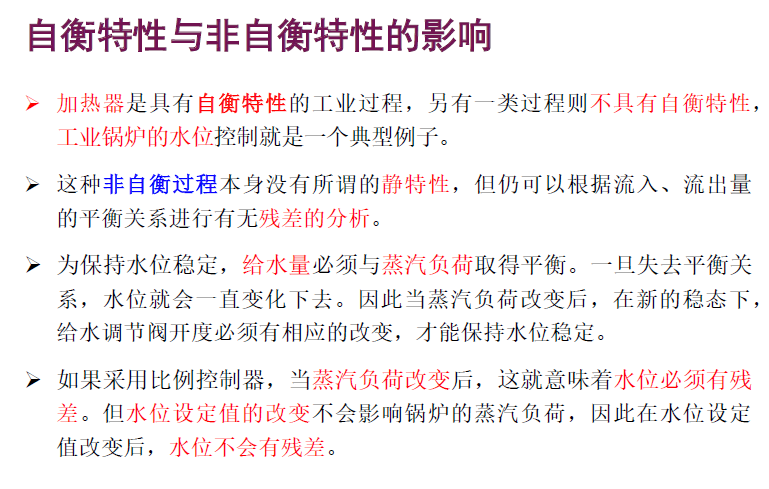 自衡特性与非自衡特性的影响
加热器是具有自衡特性的工业过程，另有一类过程则不具有自衡特性，
工业锅炉的水位控制就是一个典型例子。
这种非自衡过程本身没有所谓的静特性，但仍可以根据流入、流出量
的平衡关系进行有无残差的分析。
为保持水位稳定，给水量必须与蒸汽负荷取得平衡。一旦失去平衡关
系，水位就会一直变化下去。因此当蒸汽负荷改变后，在新的稳态下，
给水调节阀开度必须有相应的改变，才能保持水位稳定。
如果采用比例控制器，当蒸汽负荷改变后，这就意味着水位必须有残
差。但水位设定值的改变不会影响锅炉的蒸汽负荷，因此在水位设定
值改变后，水位不会有残差。